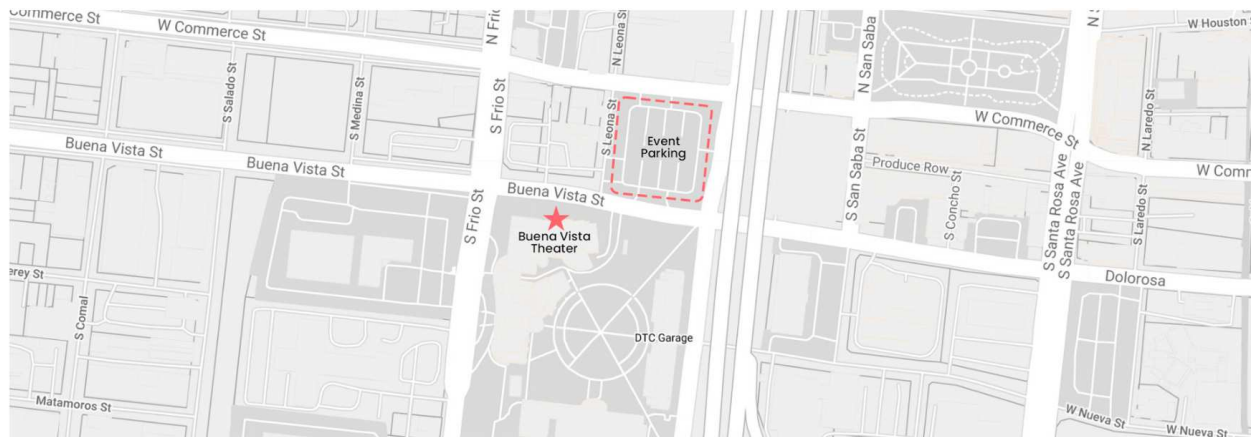 W Commerce St
Commerce St
S Salado St
S Medina St
N Frio
S Frio St
N Leona St
S Leona St
Event
Parking
N San Saba
N S
W Houston S
N Laredo St
W Commerce St
W Comm
Buena Vista St
Buena Vista St
Buena Vista St
Produce Row
S San Saba St
S Concho St
S Santa Rosa Ave
S Santa Rosa Ave
S Laredo St
S Frio St
Buena Vista
Theater
Dolorosa
erey St
S Comal
DTC Garage
Matamoros St
W Nueva St
W Nueva St